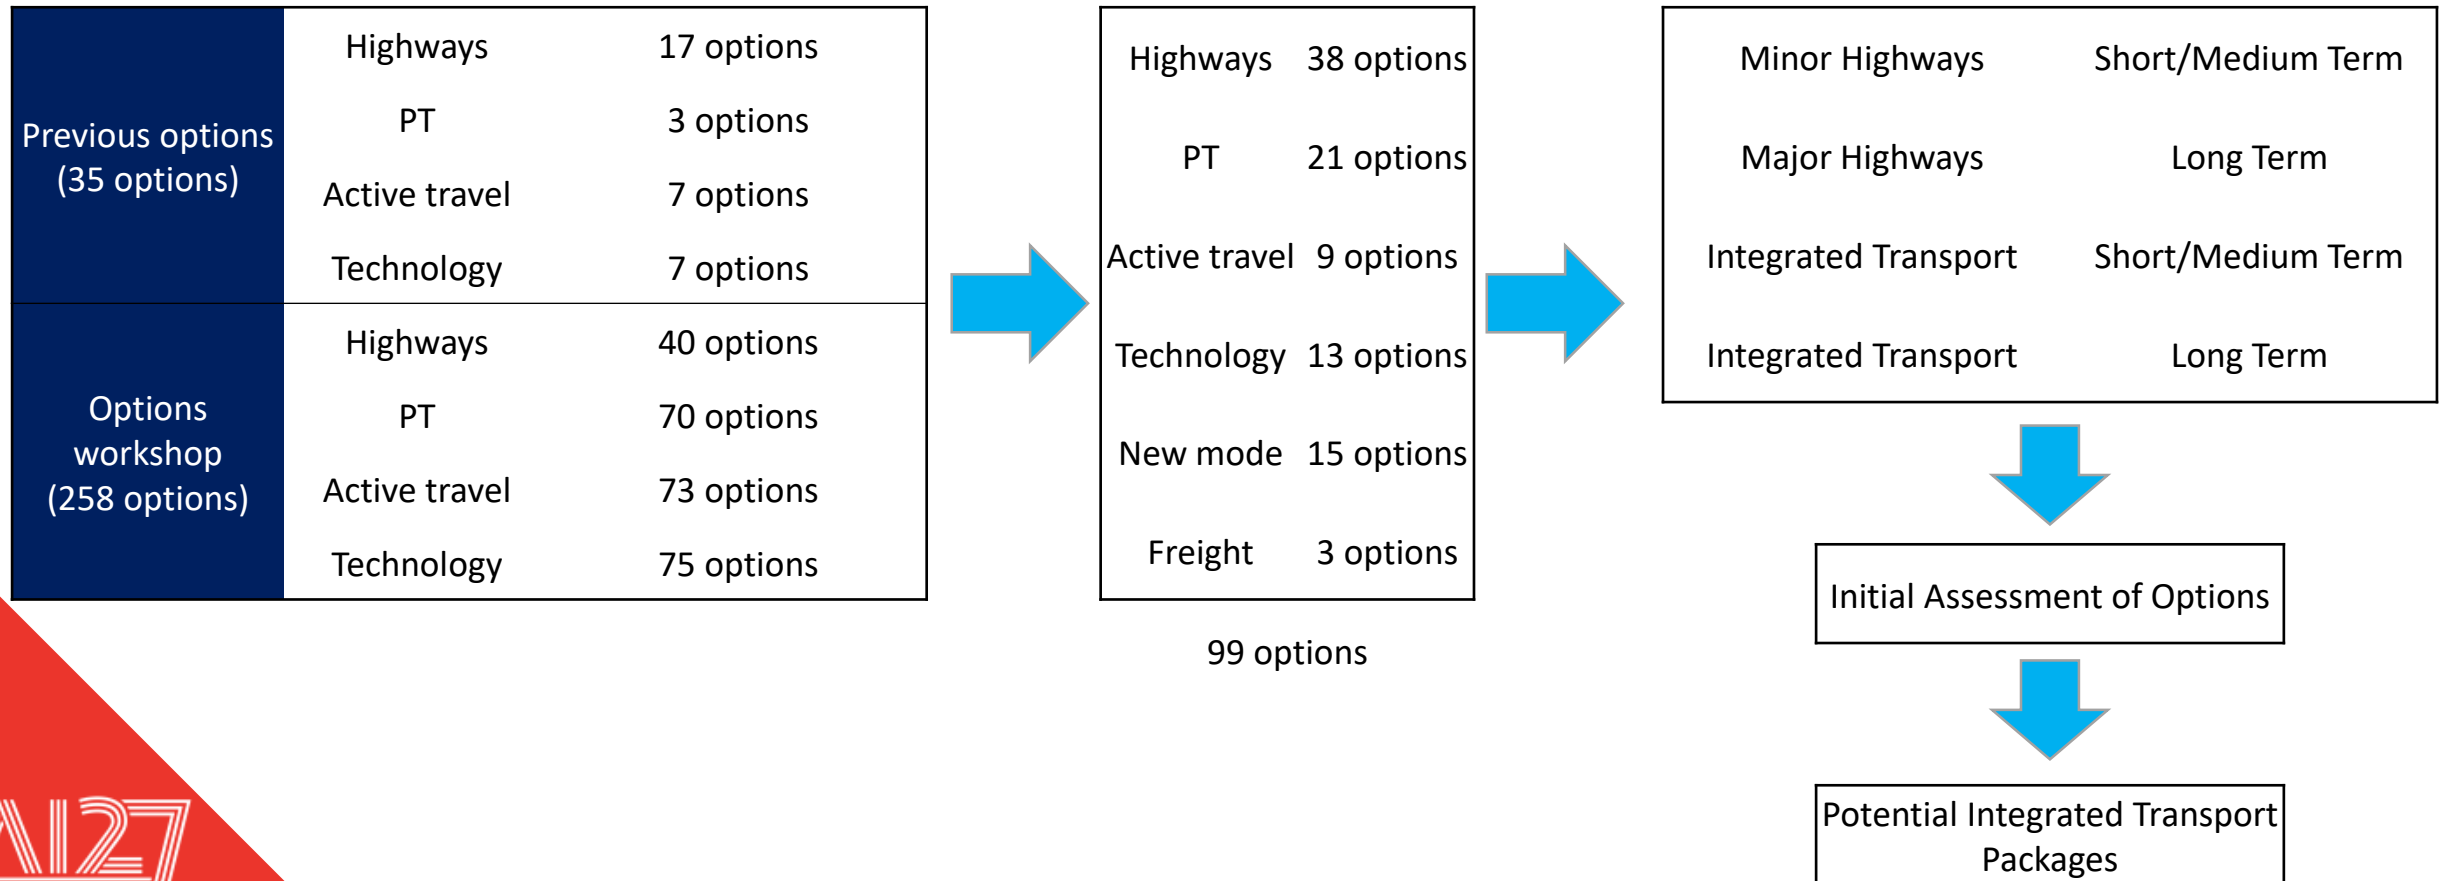 Previous options
(35 options)
Highways 17 options
PT 3 options
Active travel 7 options
Technology 7 options
Options
workshop
(258 options)
Highways 40 options
PT 70 options
Active travel 73 options
Technology 75 options
Highways 38 options
PT 21 options
Active travel 9 options
Technology 13 options
New mode 15 options
Freight 3 options
99 options
Minor Highways Short/Medium Term
Major Highways Long Term
Integrated Transport Short/Medium Term
Integrated Transport Long Term
Initial Assessment of Options
Potential Integrated Transport
Packages
A127